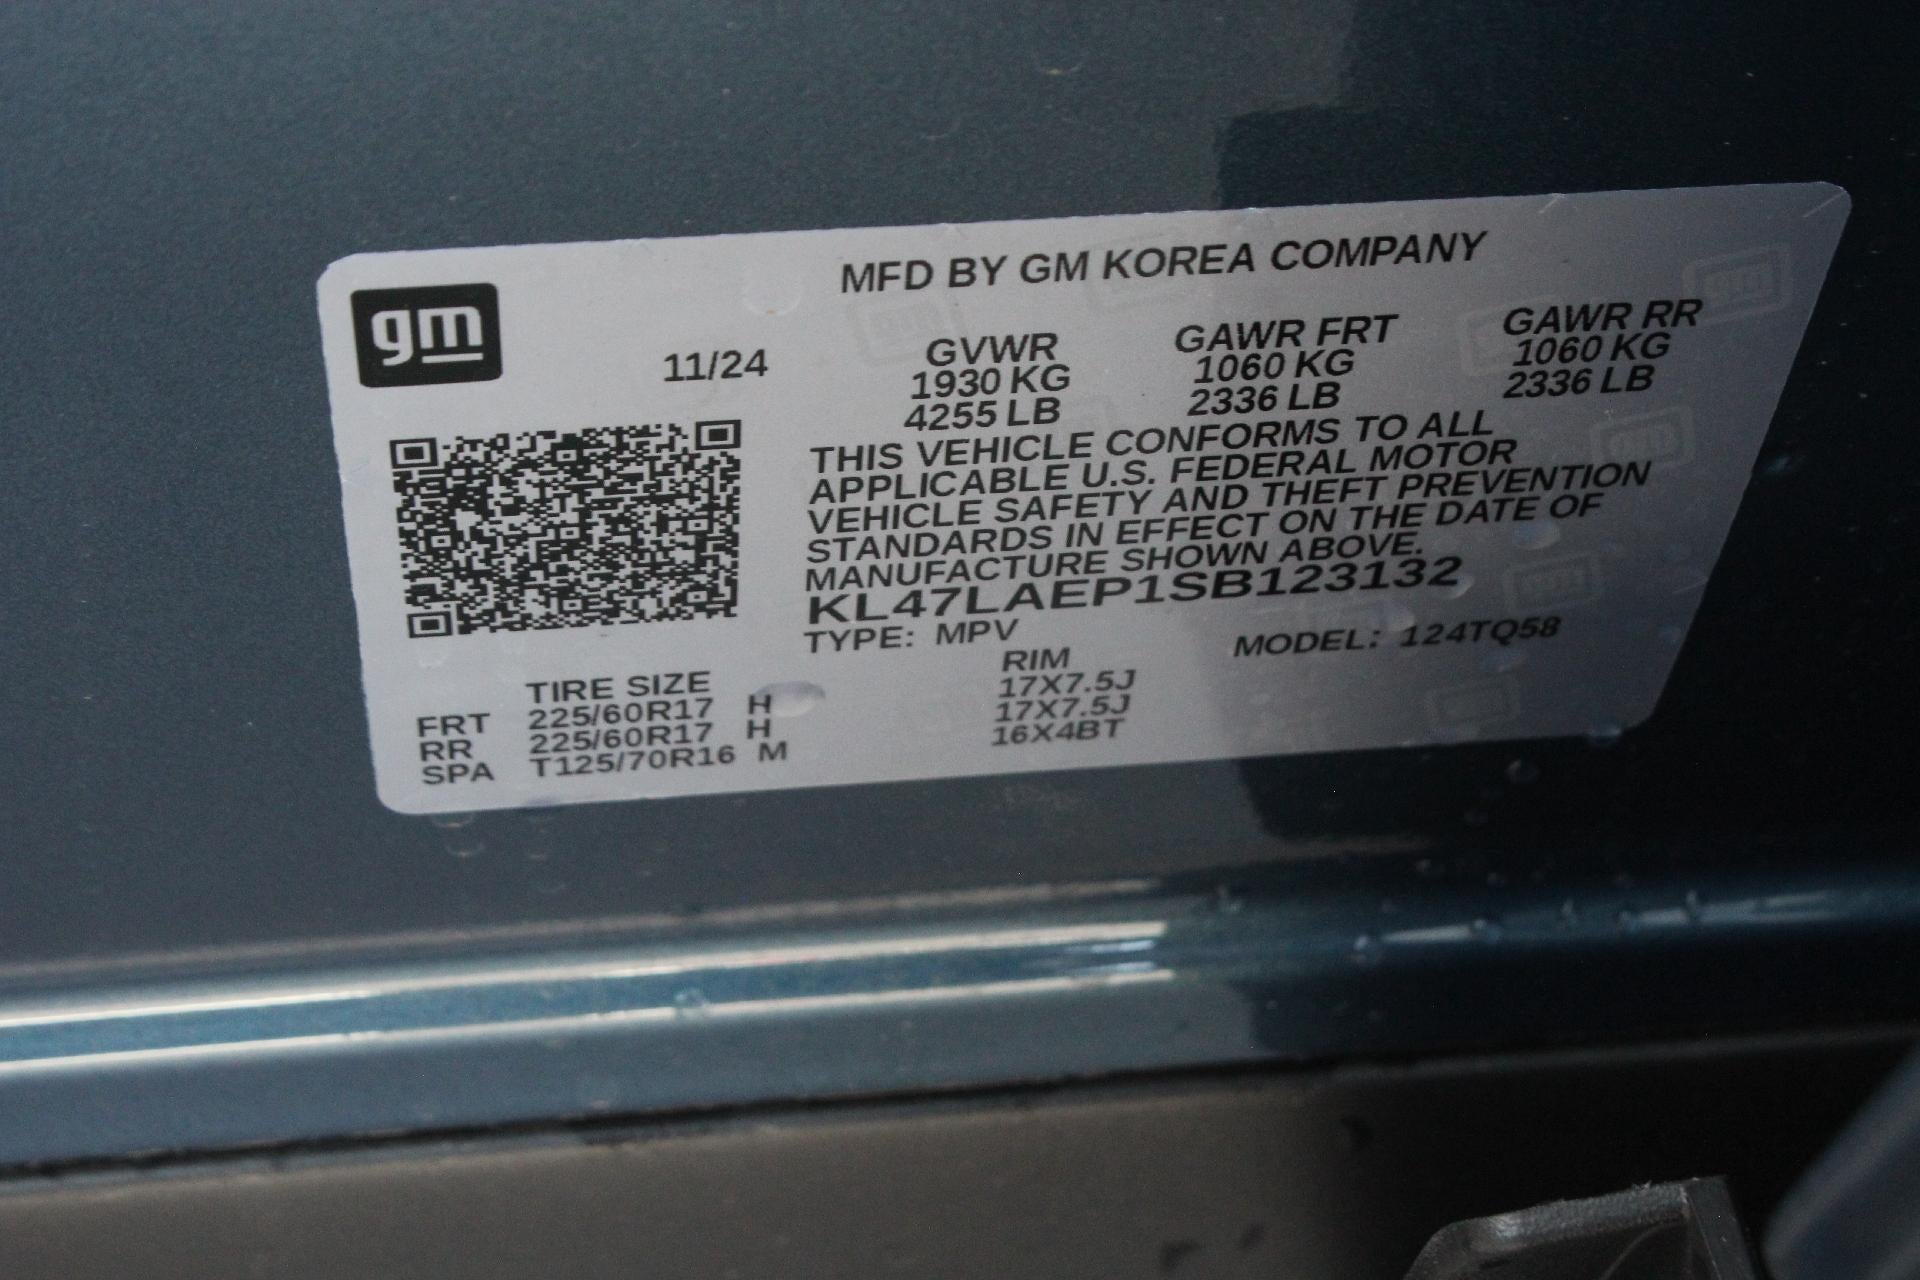 gm
MFD BY GM KOREA COMPANY
11/24
GVWR GAWR FRT GAWR RR
1930 KG 1060 KG 1060 KG
4255 LB 2336 LB 2336 LB
THIS VEHICLE CONFORMS TO ALL
APPLICABLE U.S. FEDERAL MOTOR
VEHICLE SAFETY AND THEFT PREVENTION
STANDARDS IN EFFECT ON THE DATE OF
MANUFACTURE SHOWN ABOVE.
KL47LAEP1SB123132
TYPE: MPV MODEL: 124TQ58
TIRE SIZE RIM
FRT 225/60R17 H 17X7.5J
RR 225/60R17 H 17X7.5J
SPA T125/70R16 M 16X4BT